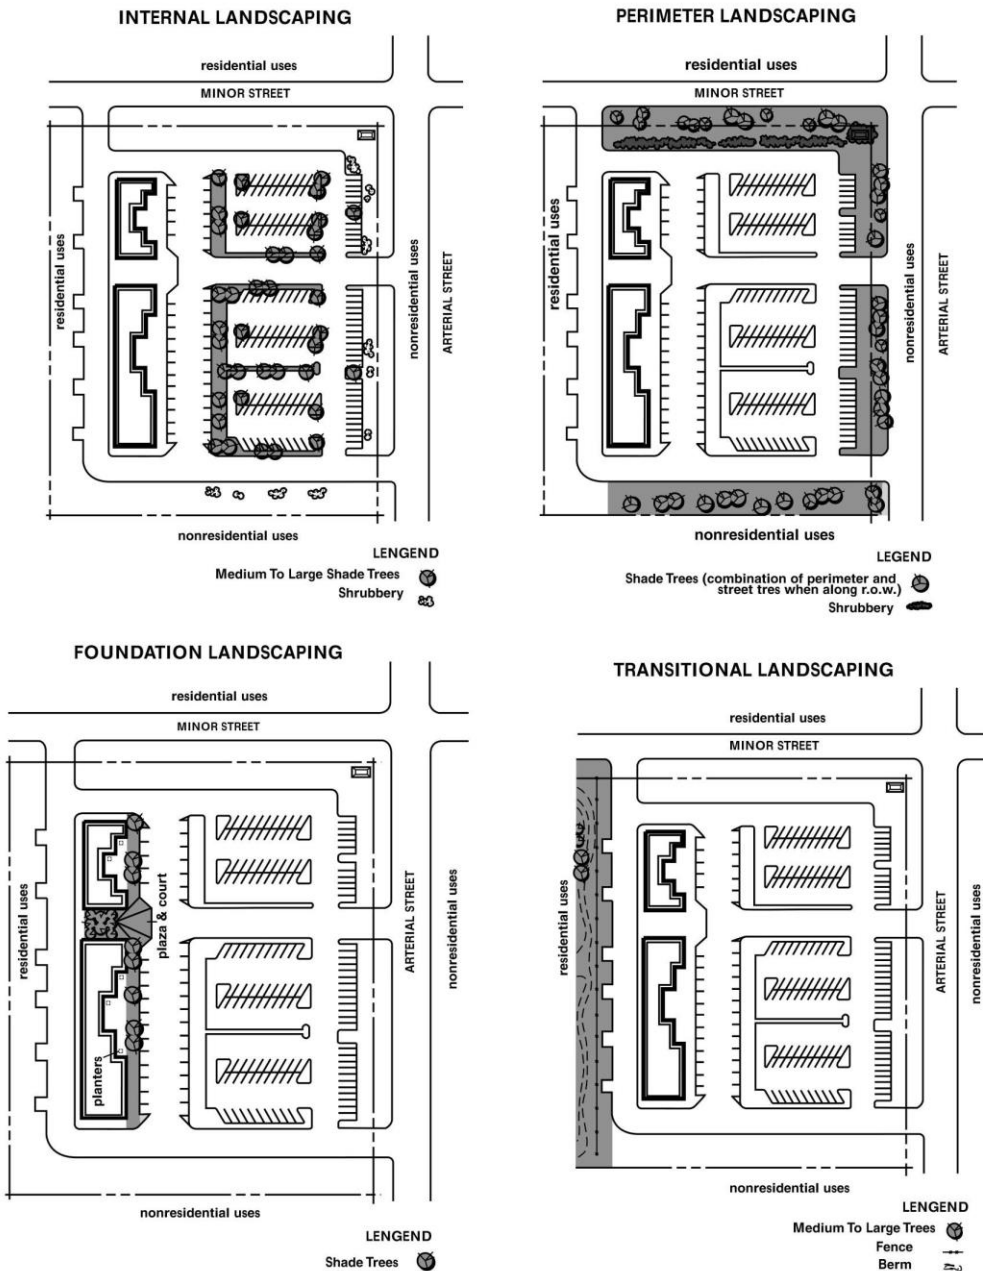 INTERNAL LANDSCAPING
residential uses
MINOR STREET
residential uses
nonresidential uses
ARTERIAL STREET
nonresidential uses
LENGEND
Medium To Large Shade Trees
Shrubbery
PERIMETER LANDSCAPING
residential uses
MINOR STREET
residential uses
nonresidential uses
ARTERIAL STREET
nonresidential uses
LEGEND
Shade Trees (combination of perimeter and
street tres when along r.o.w.)
Shrubbery
FOUNDATION LANDSCAPING
residential uses
MINOR STREET
residential uses
plaza & court
planters
ARTERIAL STREET
nonresidential uses
nonresidential uses
LENGEND
Shade Trees
TRANSITIONAL LANDSCAPING
residential uses
MINOR STREET
residential uses
ARTERIAL STREET
nonresidential uses
nonresidential uses
LENGEND
Medium To Large Trees
Fence
Berm